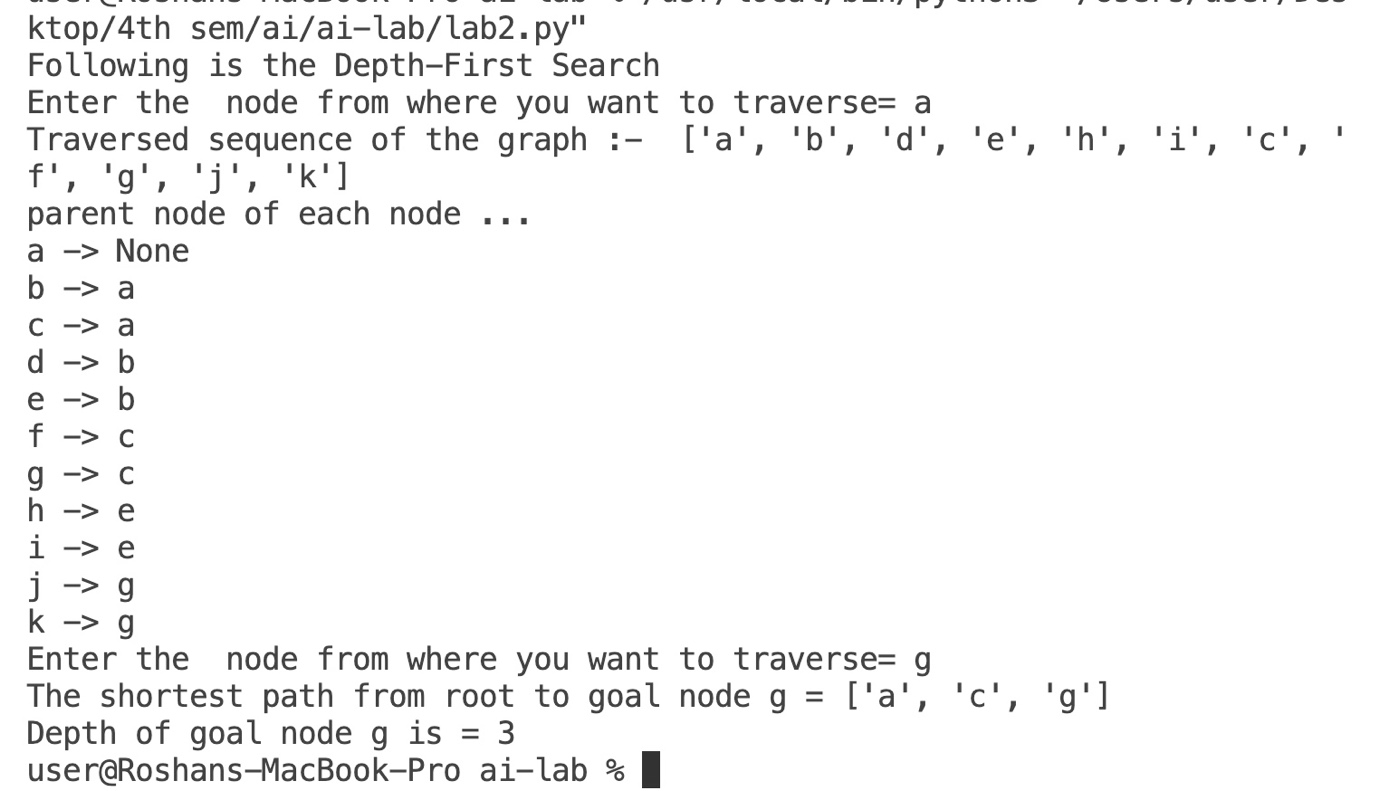 ktop/4th sem/ai/ai-lab/lab2.py"
Following is the Depth-First Search
Enter the  node from where you want to traverse= a
Traversed sequence of the graph :-  ['a', 'b', 'd', 'e', 'h', 'i', 'c', '
f', 'g', 'j', 'k']
parent node of each node ...
a -> None
b -> a
c -> a
d -> b
e -> b
f -> c
g -> c
h -> e
i -> e
j -> g
k -> g
Enter the  node from where you want to traverse= g
The shortest path from root to goal node g = ['a', 'c', 'g']
Depth of goal node g is = 3
user@Roshans-MacBook-Pro ai-lab %